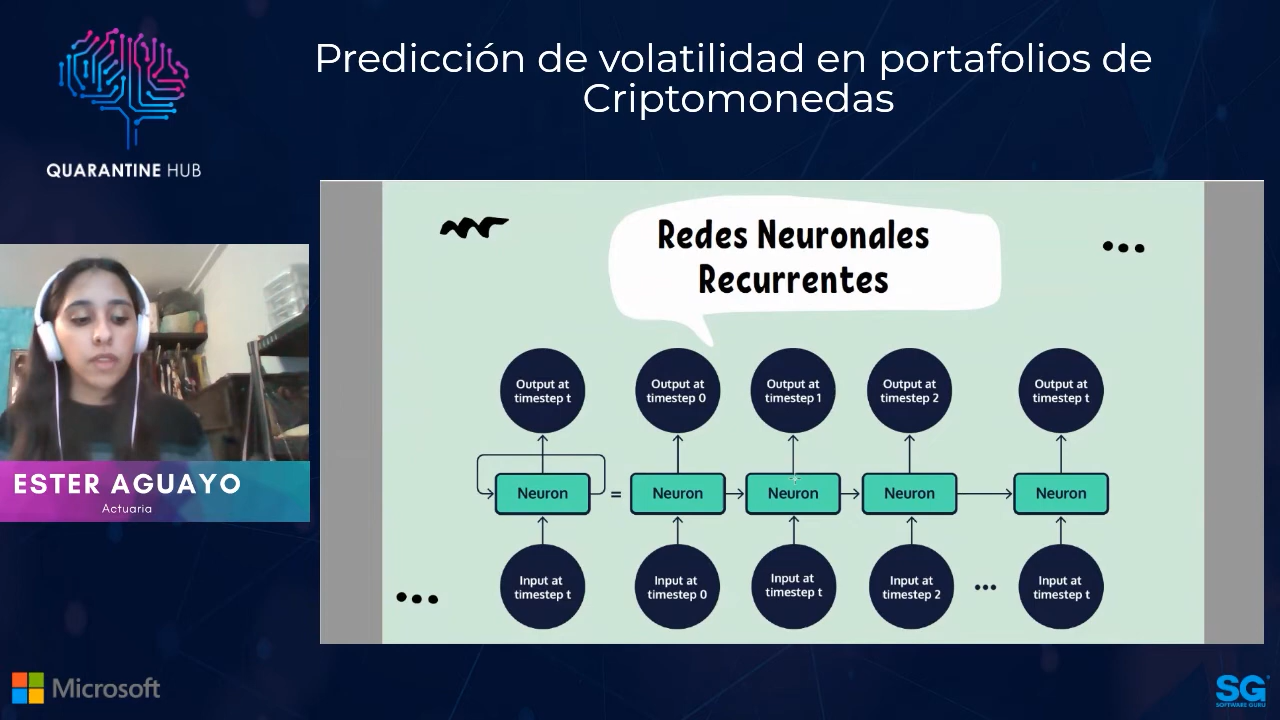 Predicción de volatilidad en portafolios de
Criptomonedas
QUARANTINE HUB
Redes Neuronales
Recurrentes
Output at
timestep t
Output at
timestep 0
Output at
timestep 1
Output at
timestep 2
Output at
timestep t
Neuron
=
Neuron
Neuron
Neuron
Neuron
Input at
timestep t
Input at
timestep 0
Input at
timestep t
Input at
timestep 2
...
Input at
timestep t
ESTER AGUAYO
Actuaria
Microsoft
SG
SOFTWARE GURU